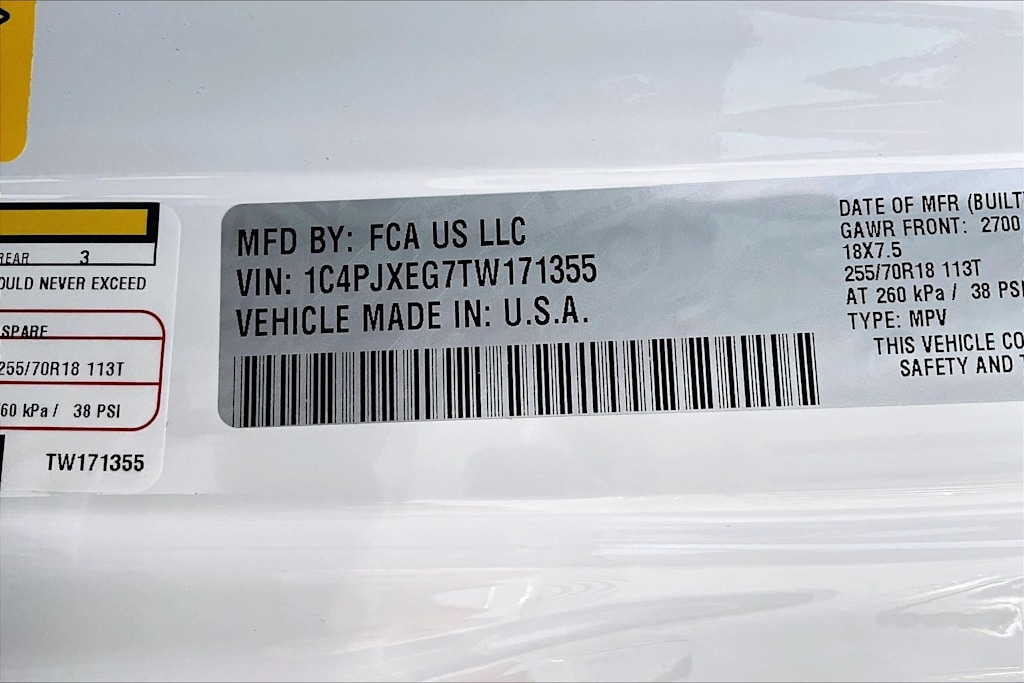 MFD BY: FCA US LLC
VIN: 1C4PJXEG7TW171355
VEHICLE MADE IN: U.S.A.
DATE OF MFR (BUILT
GAWR FRONT: 2700
18X7.5
255/70R18 113T
AT 260 kPa / 38 PSI
TYPE: MPV
THIS VEHICLE CO
SAFETY AND T
REAR 3
OULD NEVER EXCEED
SPARE
255/70R18 113T
60 kPa / 38 PSI
TW171355